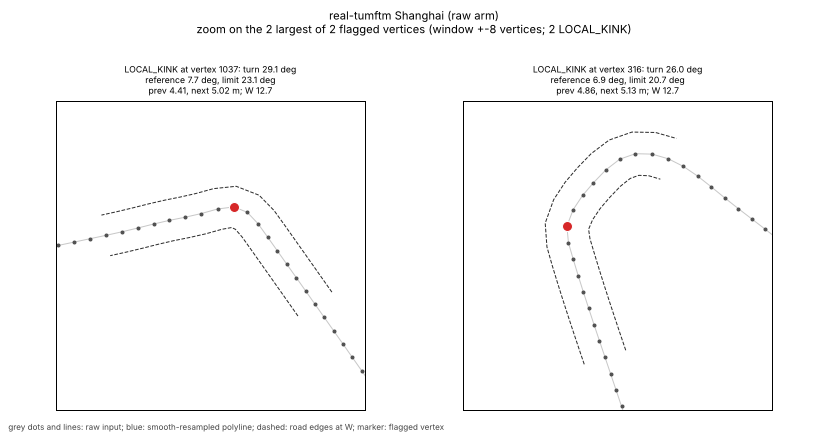 real-tumftm Shanghai (raw arm)
zoom on the 2 largest of 2 flagged vertices (window +-8 vertices; 2 LOCAL_KINK)
LOCAL_KINK at vertex 1037: turn 29.1 deg
reference 7.7 deg, limit 23.1 deg
prev 4.41, next 5.02 m; W 12.7
LOCAL_KINK at vertex 316: turn 26.0 deg
reference 6.9 deg, limit 20.7 deg
prev 4.86, next 5.13 m; W 12.7
grey dots and lines: raw input; blue: smooth-resampled polyline; dashed: road edges at W; marker: flagged vertex